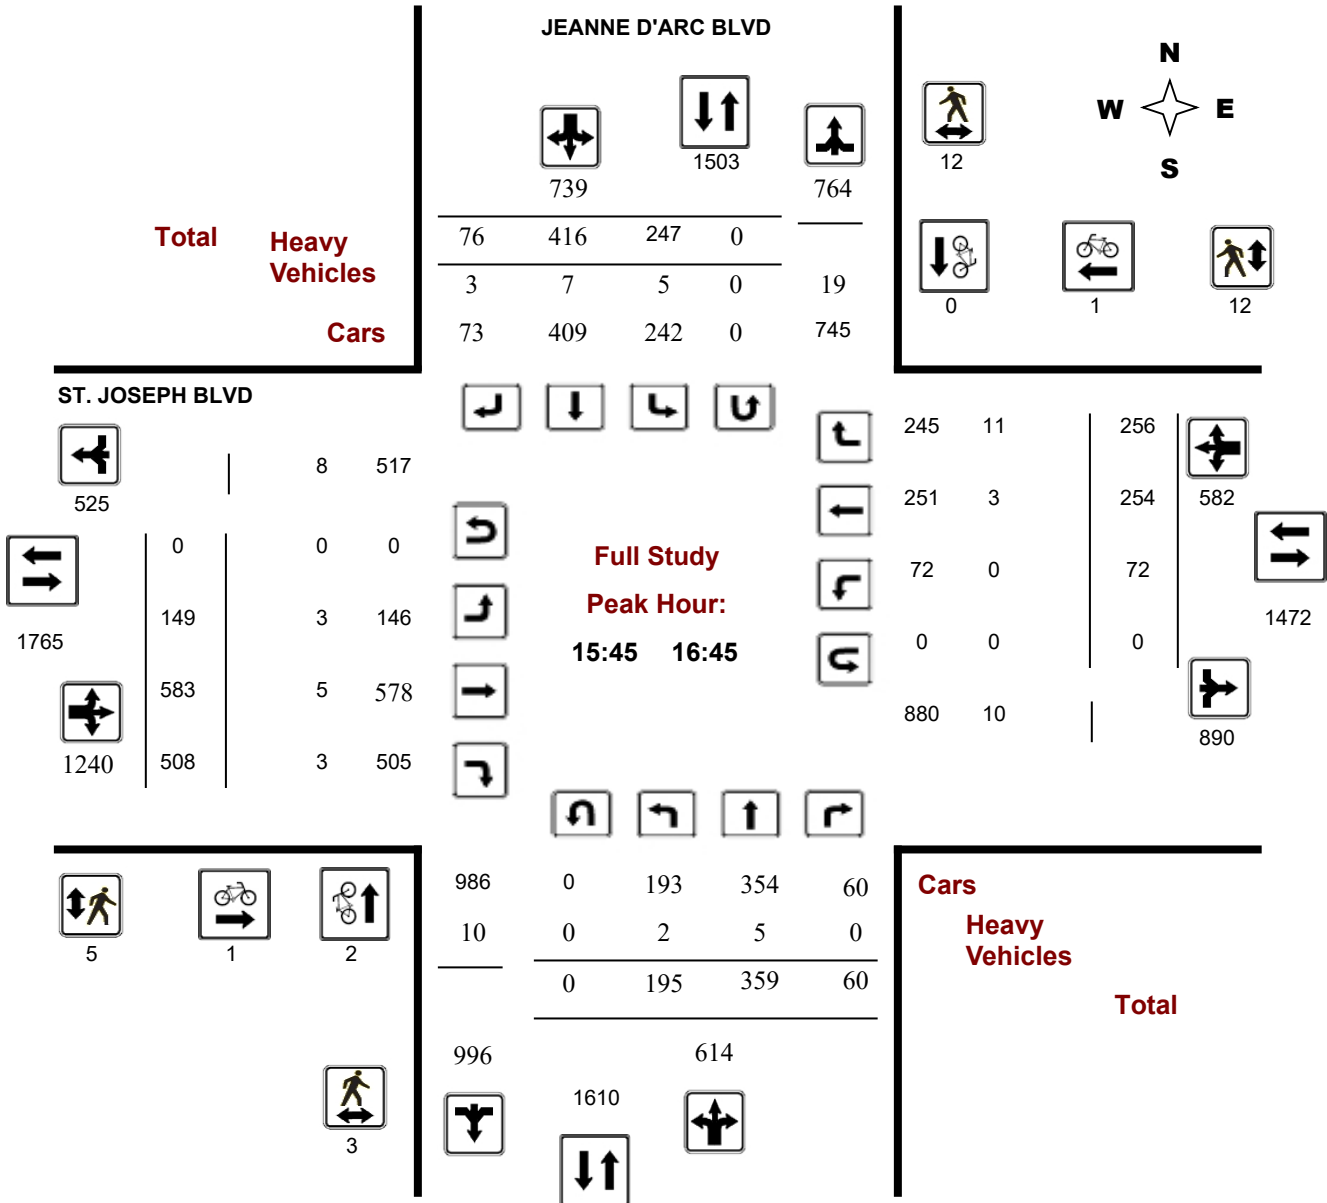 JEANNE D'ARC BLVD
N
W E
S
12
1503
739
764
Total Heavy Vehicles
76 416 247 0
3 7 5 0 19
0 1 12
Cars 73 409 242 0 745
ST. JOSEPH BLVD
245 11 256
8 517
525
251 3 254 582
0 0 0
Full Study
72 0 72
Peak Hour:
149 3 146
1472
1765
15:45 16:45
0 0 0
583 5 578
880 10
890
1240 508 3 505
986 0 193 354 60
Cars
10 0 2 5 0
Heavy
Vehicles
5 1 2
0 195 359 60
Total
996 614
1610
3